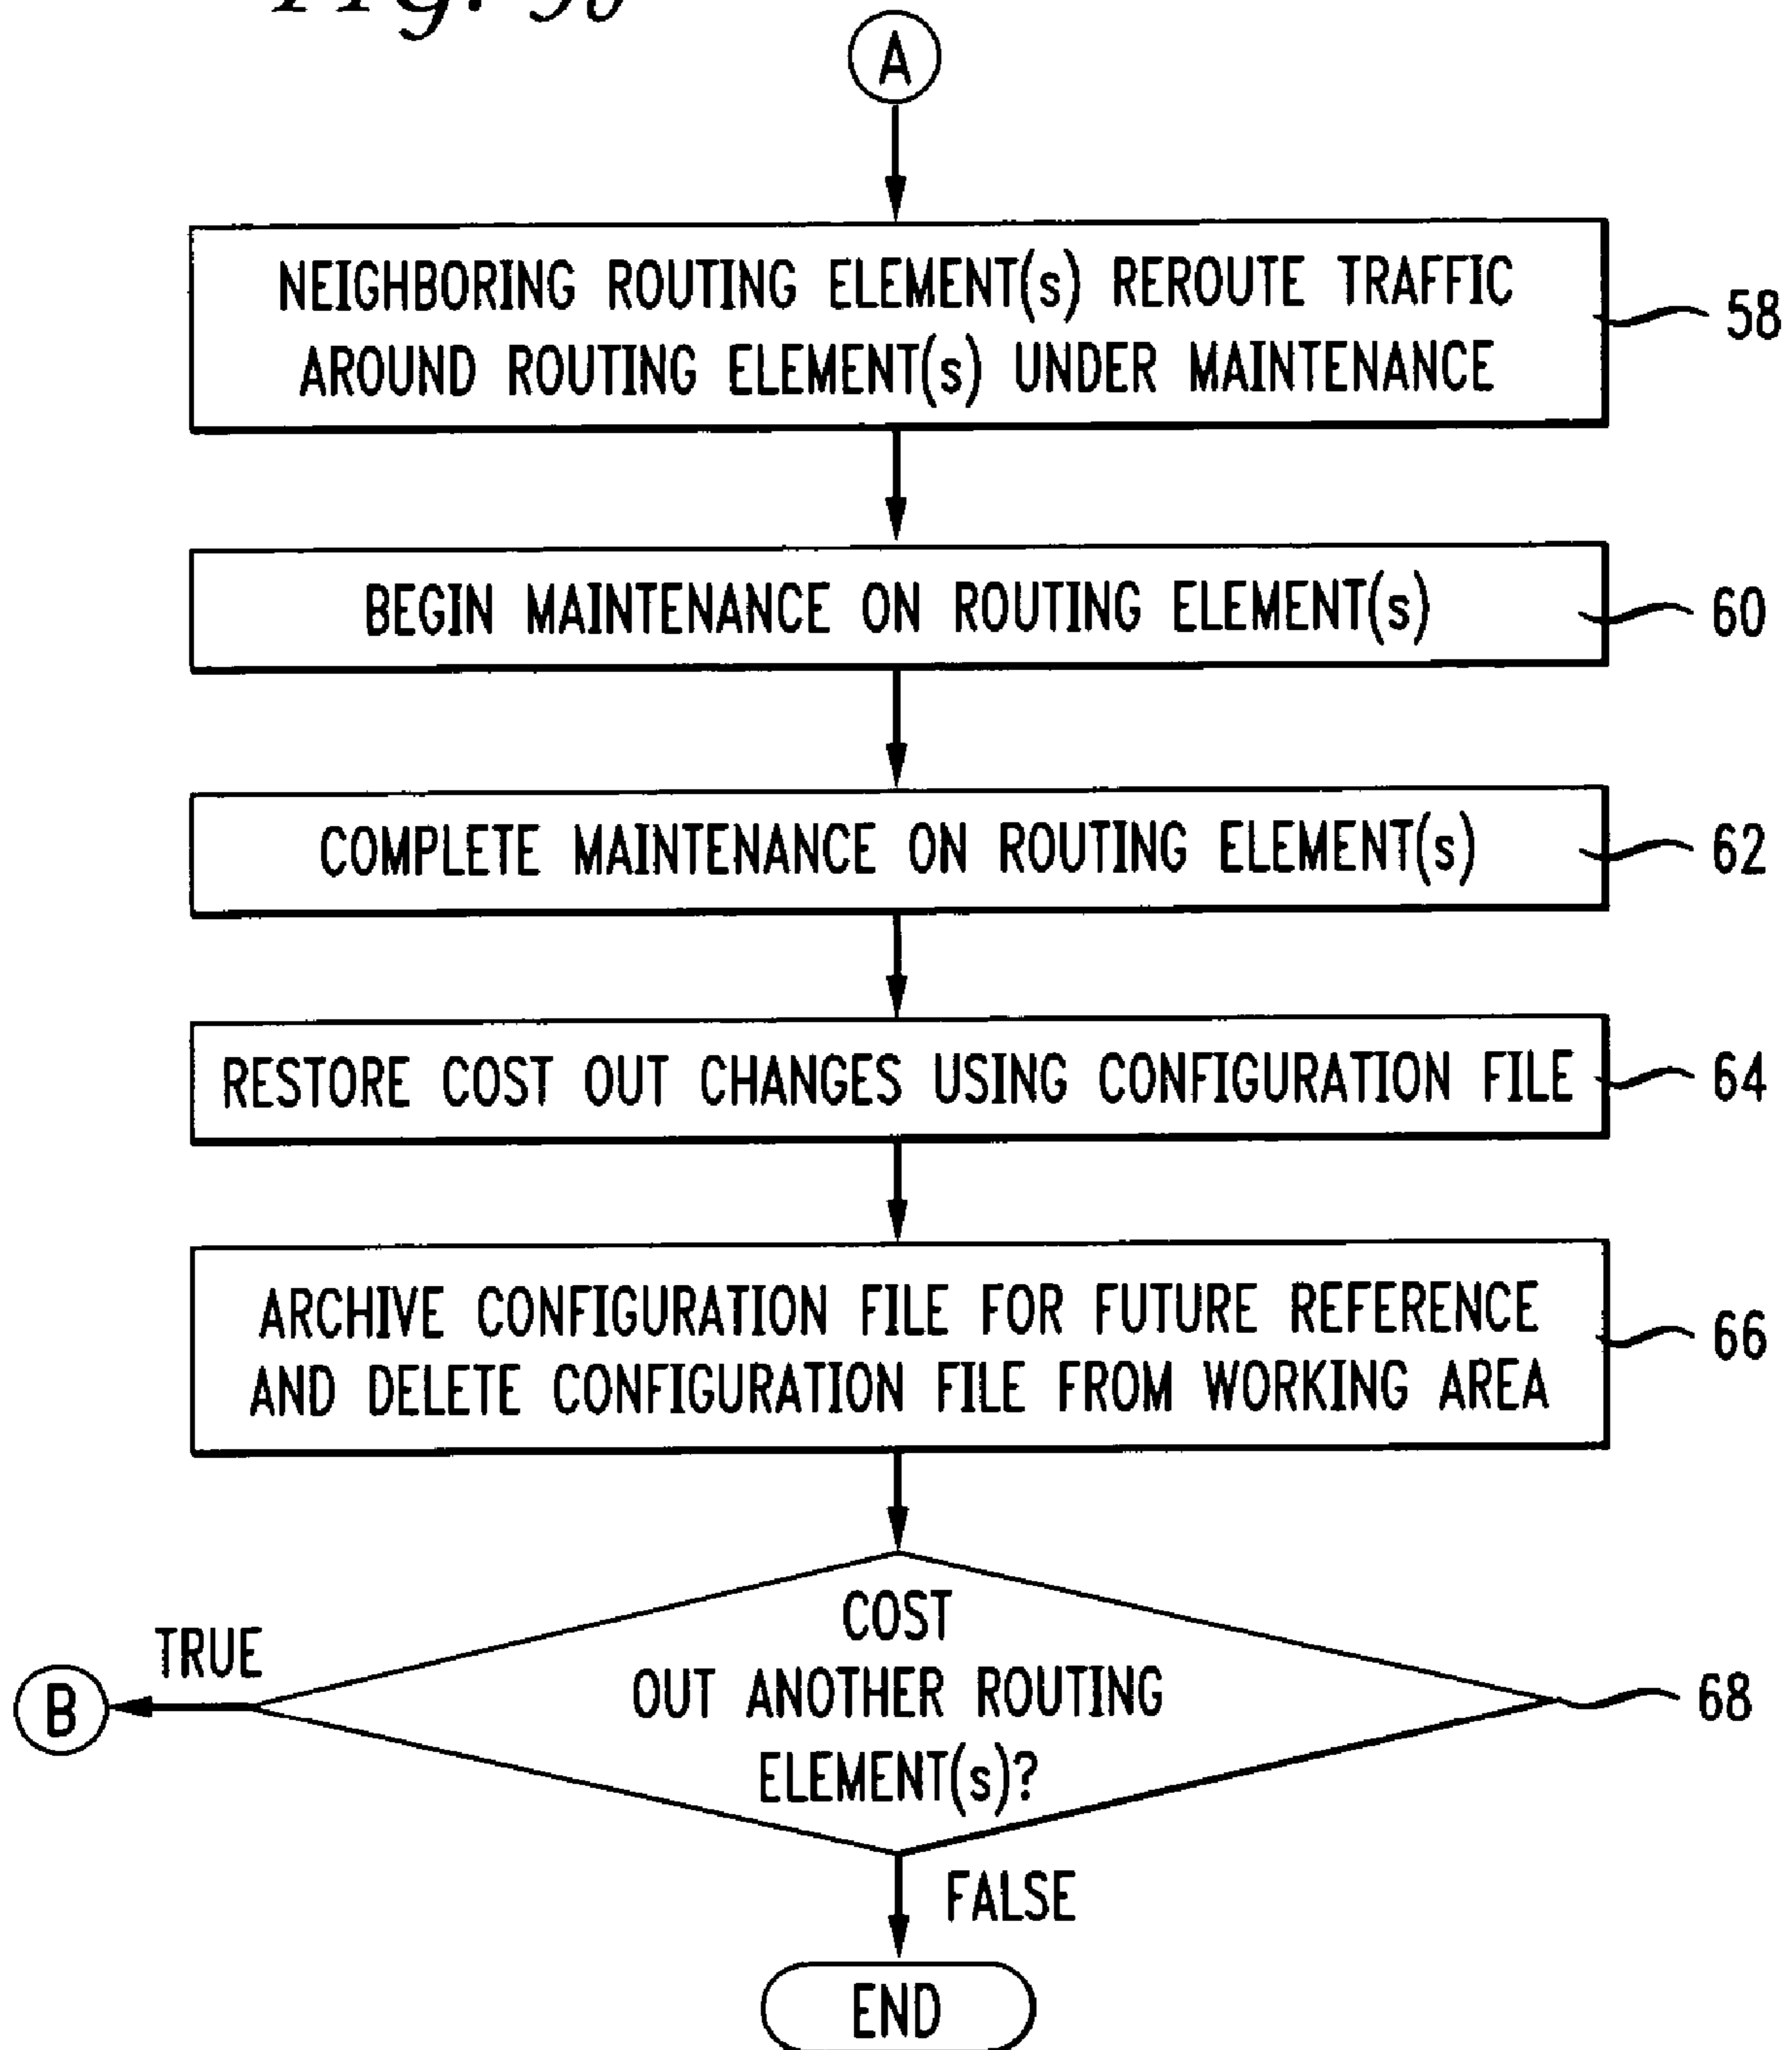 A
NEIGHBORING ROUTING ELEMENT(s) REROUTE TRAFFIC
AROUND ROUTING ELEMENT(s) UNDER MAINTENANCE
58
BEGIN MAINTENANCE ON ROUTING ELEMENT(s)
60
COMPLETE MAINTENANCE ON ROUTING ELEMENT(s)
62
RESTORE COST OUT CHANGES USING CONFIGURATION FILE
64
ARCHIVE CONFIGURATION FILE FOR FUTURE REFERENCE
AND DELETE CONFIGURATION FILE FROM WORKING AREA
66
COST
OUT ANOTHER ROUTING
ELEMENT(s)?
68
TRUE
B
FALSE
END